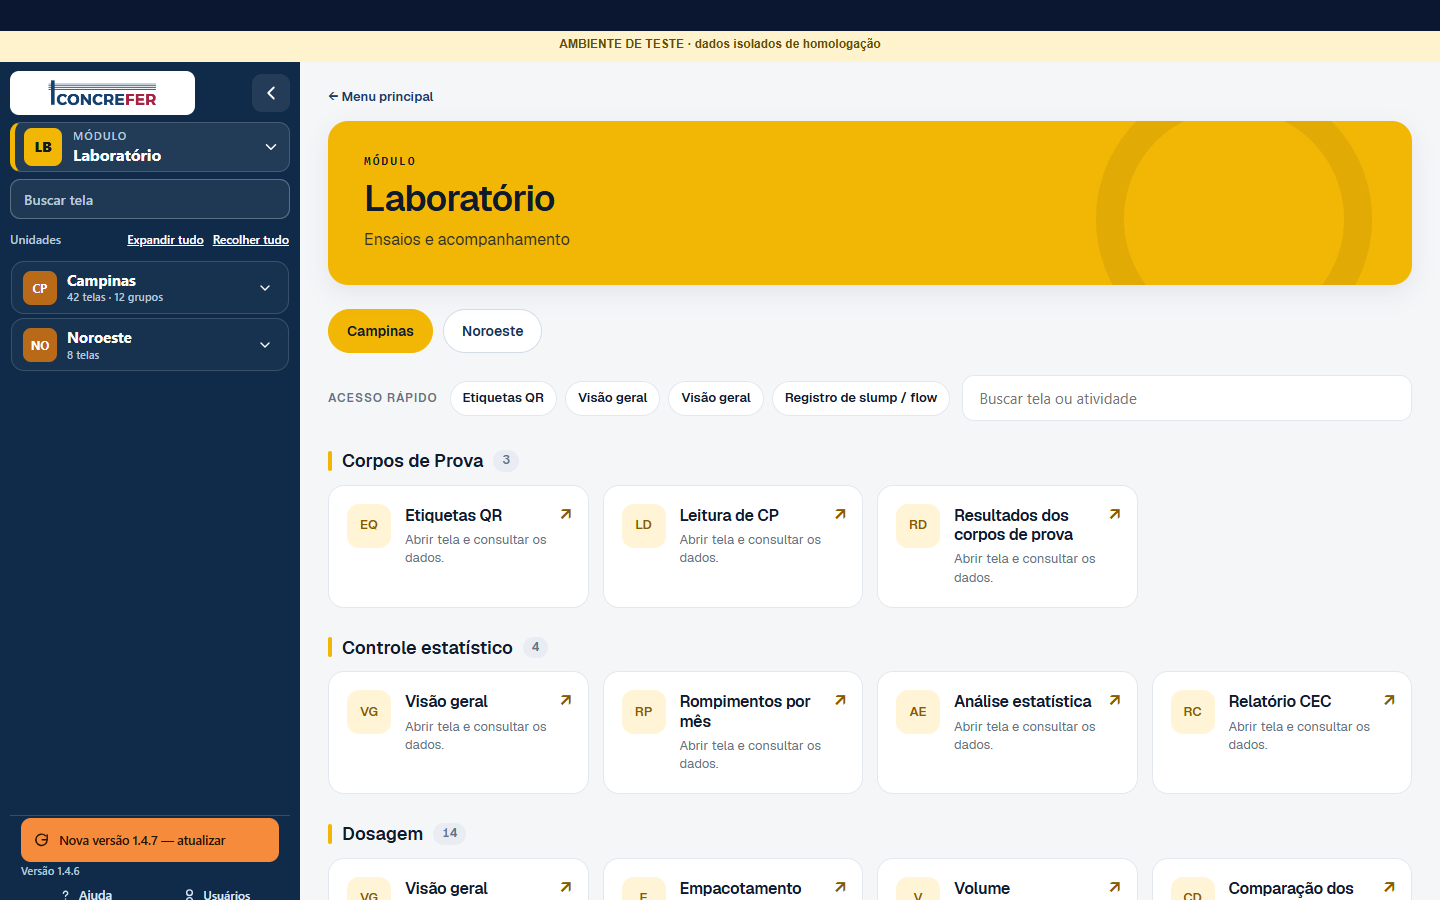 AMBIENTE DE TESTE · dados isolados de homologação
CONCREFER
LB
MÓDULO
Laboratório
Buscar tela
Unidades
Expandir tudo
Recolher tudo
CP
Campinas
42 telas · 12 grupos
NO
Noroeste
8 telas
Nova versão 1.4.7 — atualizar
Versão 1.4.6
? Ajuda
Usuários
← Menu principal
MÓDULO
Laboratório
Ensaios e acompanhamento
Campinas
Noroeste
ACESSO RÁPIDO
Etiquetas QR
Visão geral
Visão geral
Registro de slump / flow
Buscar tela ou atividade
Corpos de Prova 3
EQ
Etiquetas QR
Abrir tela e consultar os
dados.
LD
Leitura de CP
Abrir tela e consultar os
dados.
RD
Resultados dos
corpos de prova
Abrir tela e consultar os
dados.
Controle estatístico 4
VG
Visão geral
Abrir tela e consultar os
dados.
RP
Rompimentos por
mês
Abrir tela e consultar os
dados.
AE
Análise estatística
Abrir tela e consultar os
dados.
RC
Relatório CEC
Abrir tela e consultar os
dados.
Dosagem 14
VG
Visão geral
E
Empacotamento
V
Volume
CD
Comparação dos